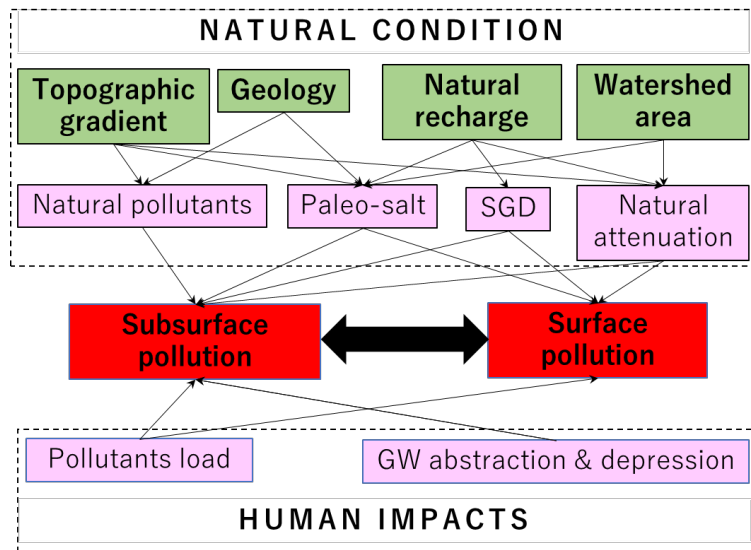 NATURAL CONDITION
Topographic
gradient
Geology
Natural
recharge
Watershed
area
Natural pollutants
Paleo-salt
SGD
Natural
attenuation
Subsurface
pollution
Surface
pollution
Pollutants load
GW abstraction & depression
HUMAN IMPACTS